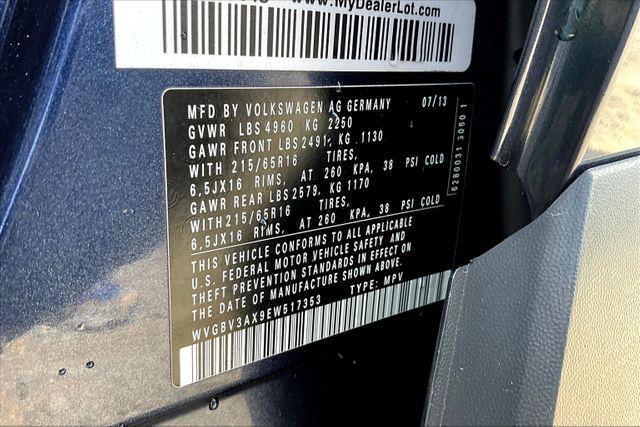 www.MyDealerLot.com
MFD BY VOLKSWAGEN AG GERMANY 07/13
GVWR LBS 4960 KG 2250
GAWR FRONT LBS 2491, KG 1130
WITH 215/65R16 TIRES,
6,5JX16 RIMS, AT 260 KPA, 38 PSI COLD
GAWR REAR LBS 2579, KG 1170
WITH 215/65R16 TIRES,
6,5JX16 RIMS, AT 260 KPA, 38 PSI COLD
THIS VEHICLE CONFORMS TO ALL APPLICABLE
U.S. FEDERAL MOTOR VEHICLE SAFETY AND
THEFT PREVENTION STANDARDS IN EFFECT ON
THE DATE OF MANUFACTURE SHOWN ABOVE.
WVGBV3AX9EW517353 TYPE: MPV
6280031 3060 1